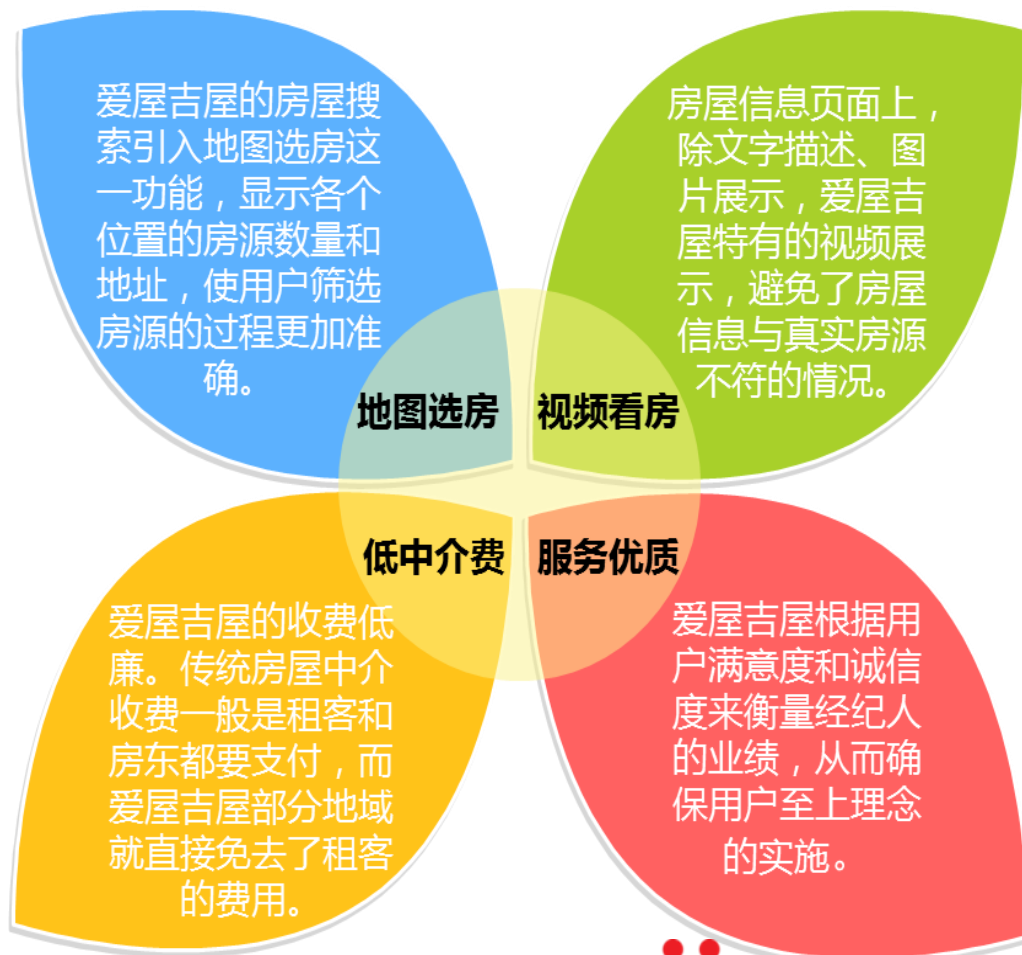 爱屋吉屋的房屋搜
索引入地图选房这
一功能，显示各个
位置的房源数量和
地址，使用户筛选
房源的过程更加准
确。
地图选房
房屋信息页面上，
除文字描述、图
片展示，爱屋吉
屋特有的视频展
示，避免了房屋
信息与真实房源
不符的情况。
视频看房
低中介费
爱屋吉屋的收费低
廉。传统房屋中介
收费一般是租客和
房东都要支付，而
爱屋吉屋部分地域
就直接免去了租客
的费用。
服务优质
爱屋吉屋根据用
户满意度和诚信
度来衡量经纪人
的业绩，从而确
保用户至上理念
的实施。